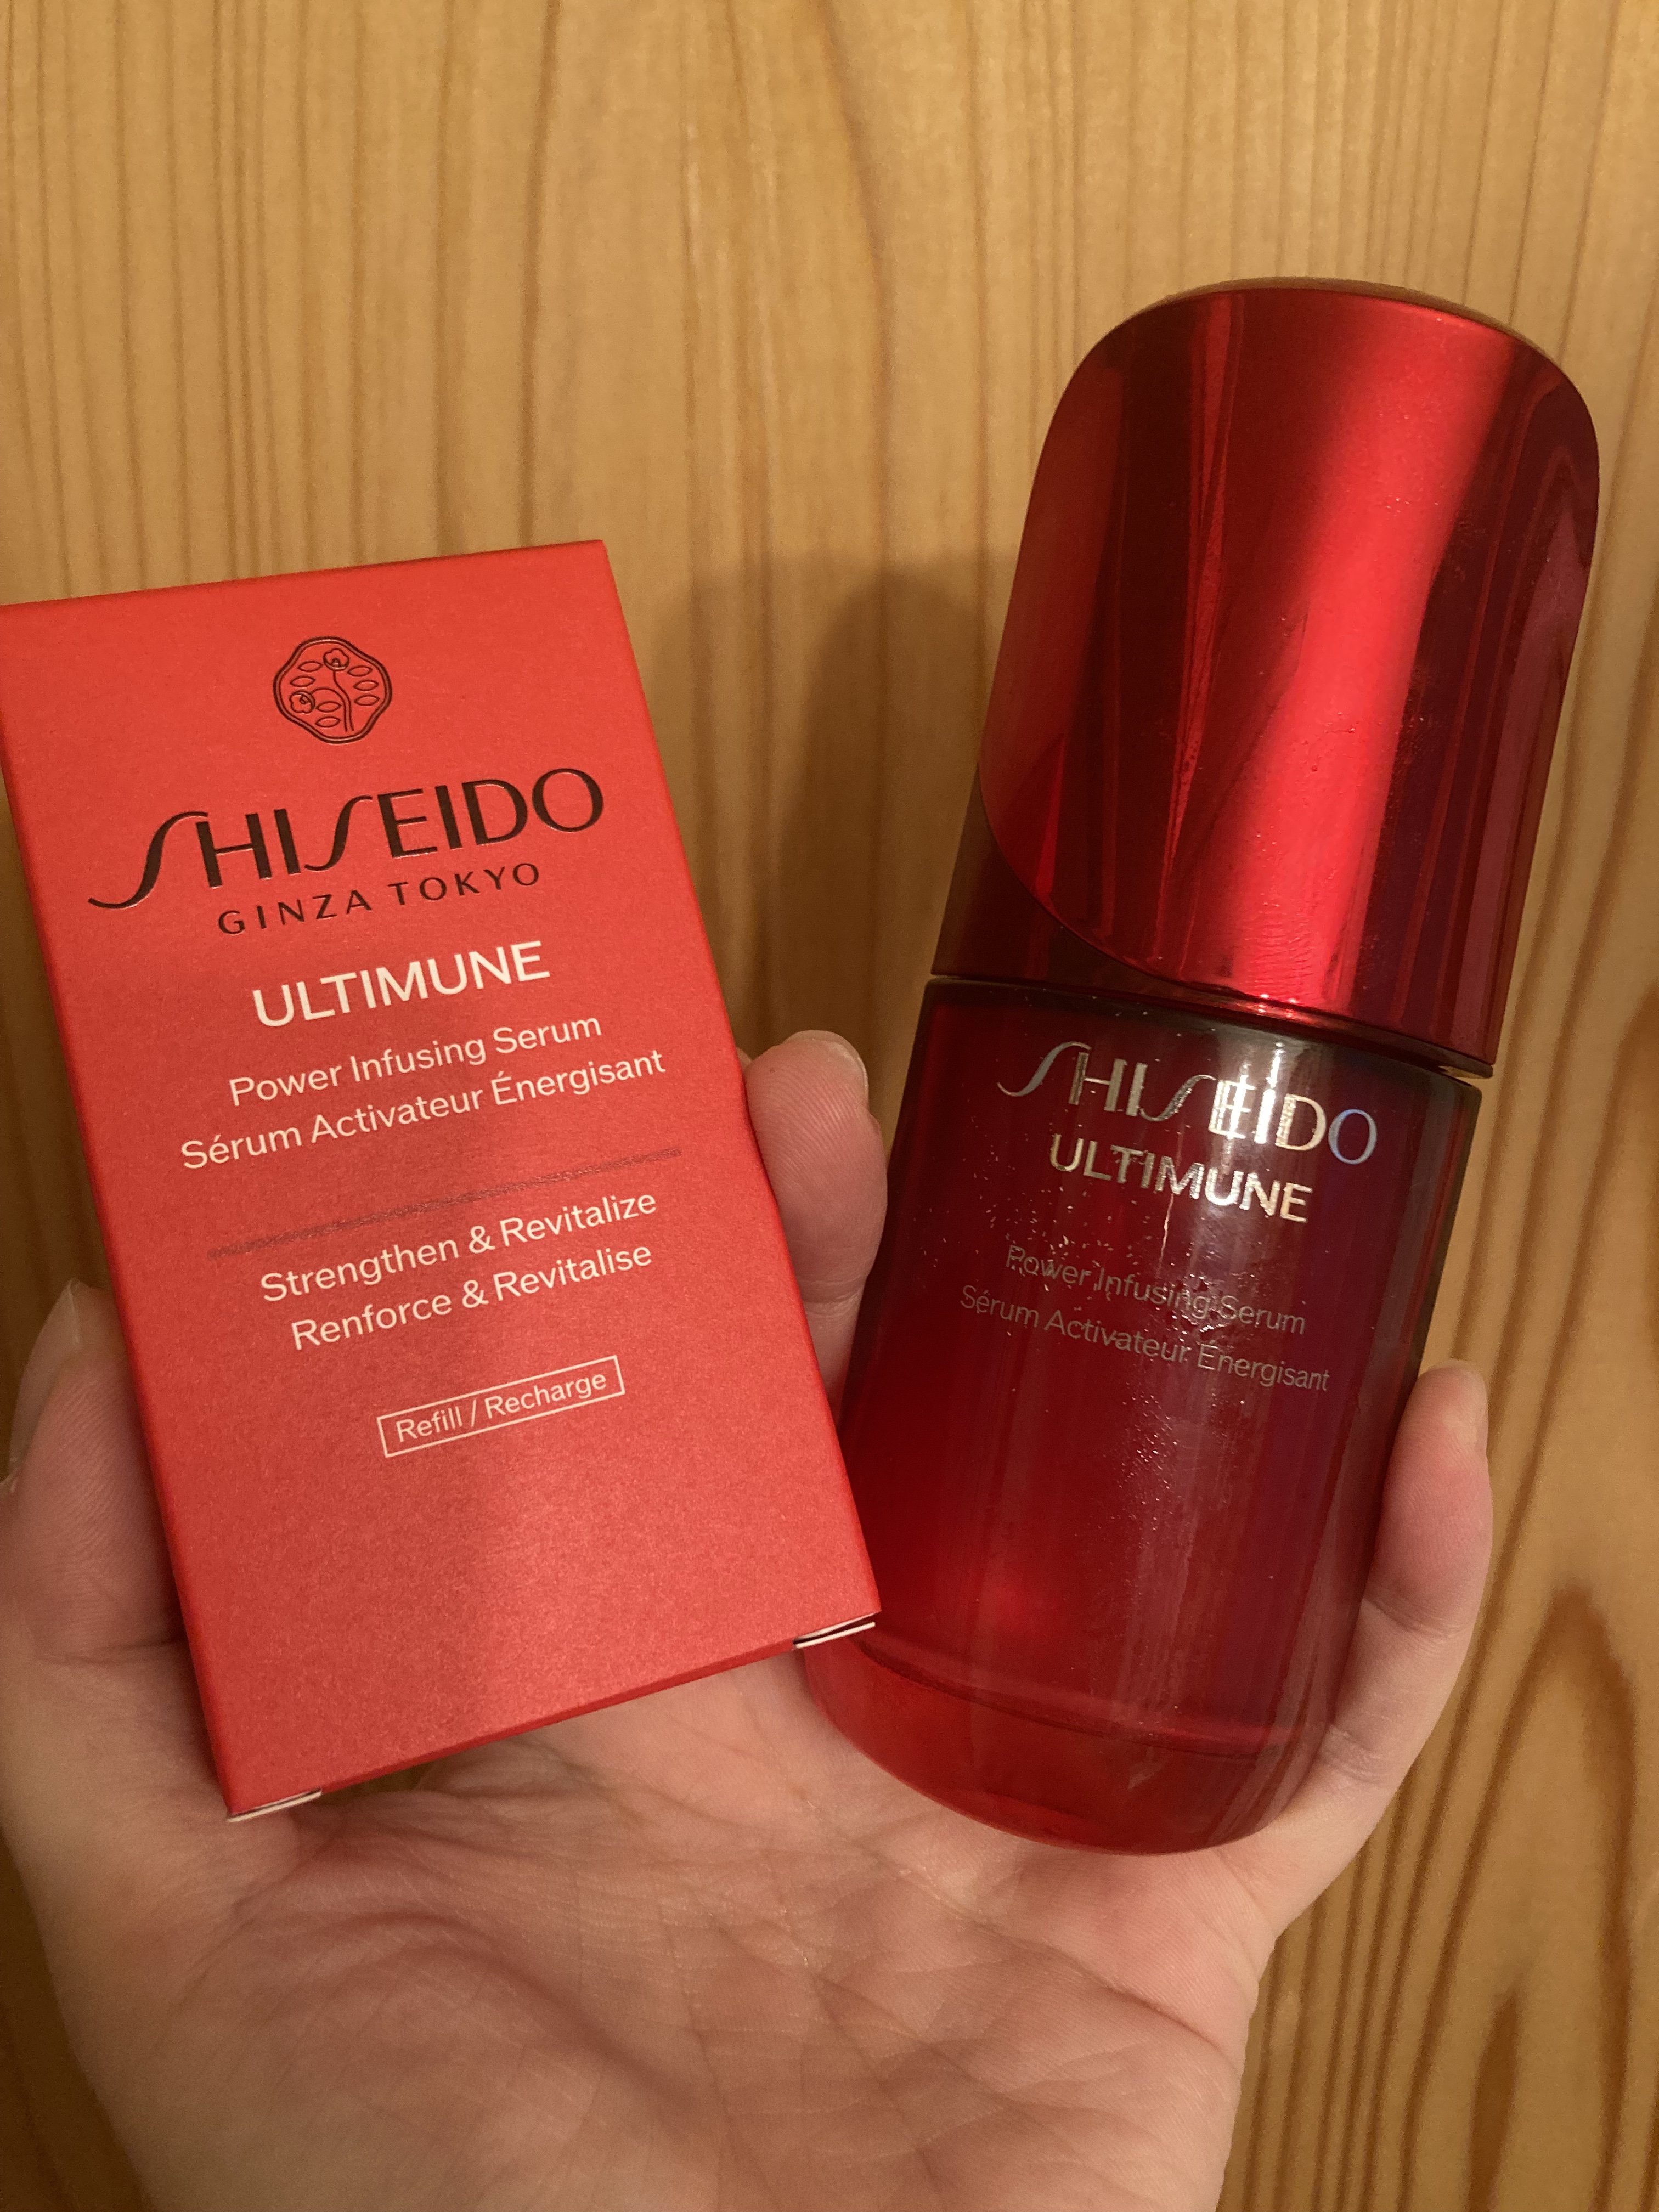 SHISEIDO
GINZA TOKYO
ULTIMUNE
Power Infusing Serum
Sérum Activateur Énergisant
Strengthen & Revitalize
Renforce & Revitalise
Refill / Recharge
SHISEIDO
ULTIMUNE
Power Infusing Serum
Sérum Activateur Énergisant